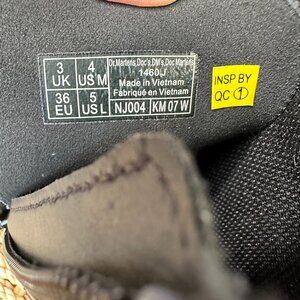 3 UK
4 US M
36 EU
5 US L
Dr.Martens,Doc's,DM's,Doc Martens
1460 J
Made in Vietnam
Fabriqué en Vietnam
NJ004
KM 07 W
INSP BY
QC 1